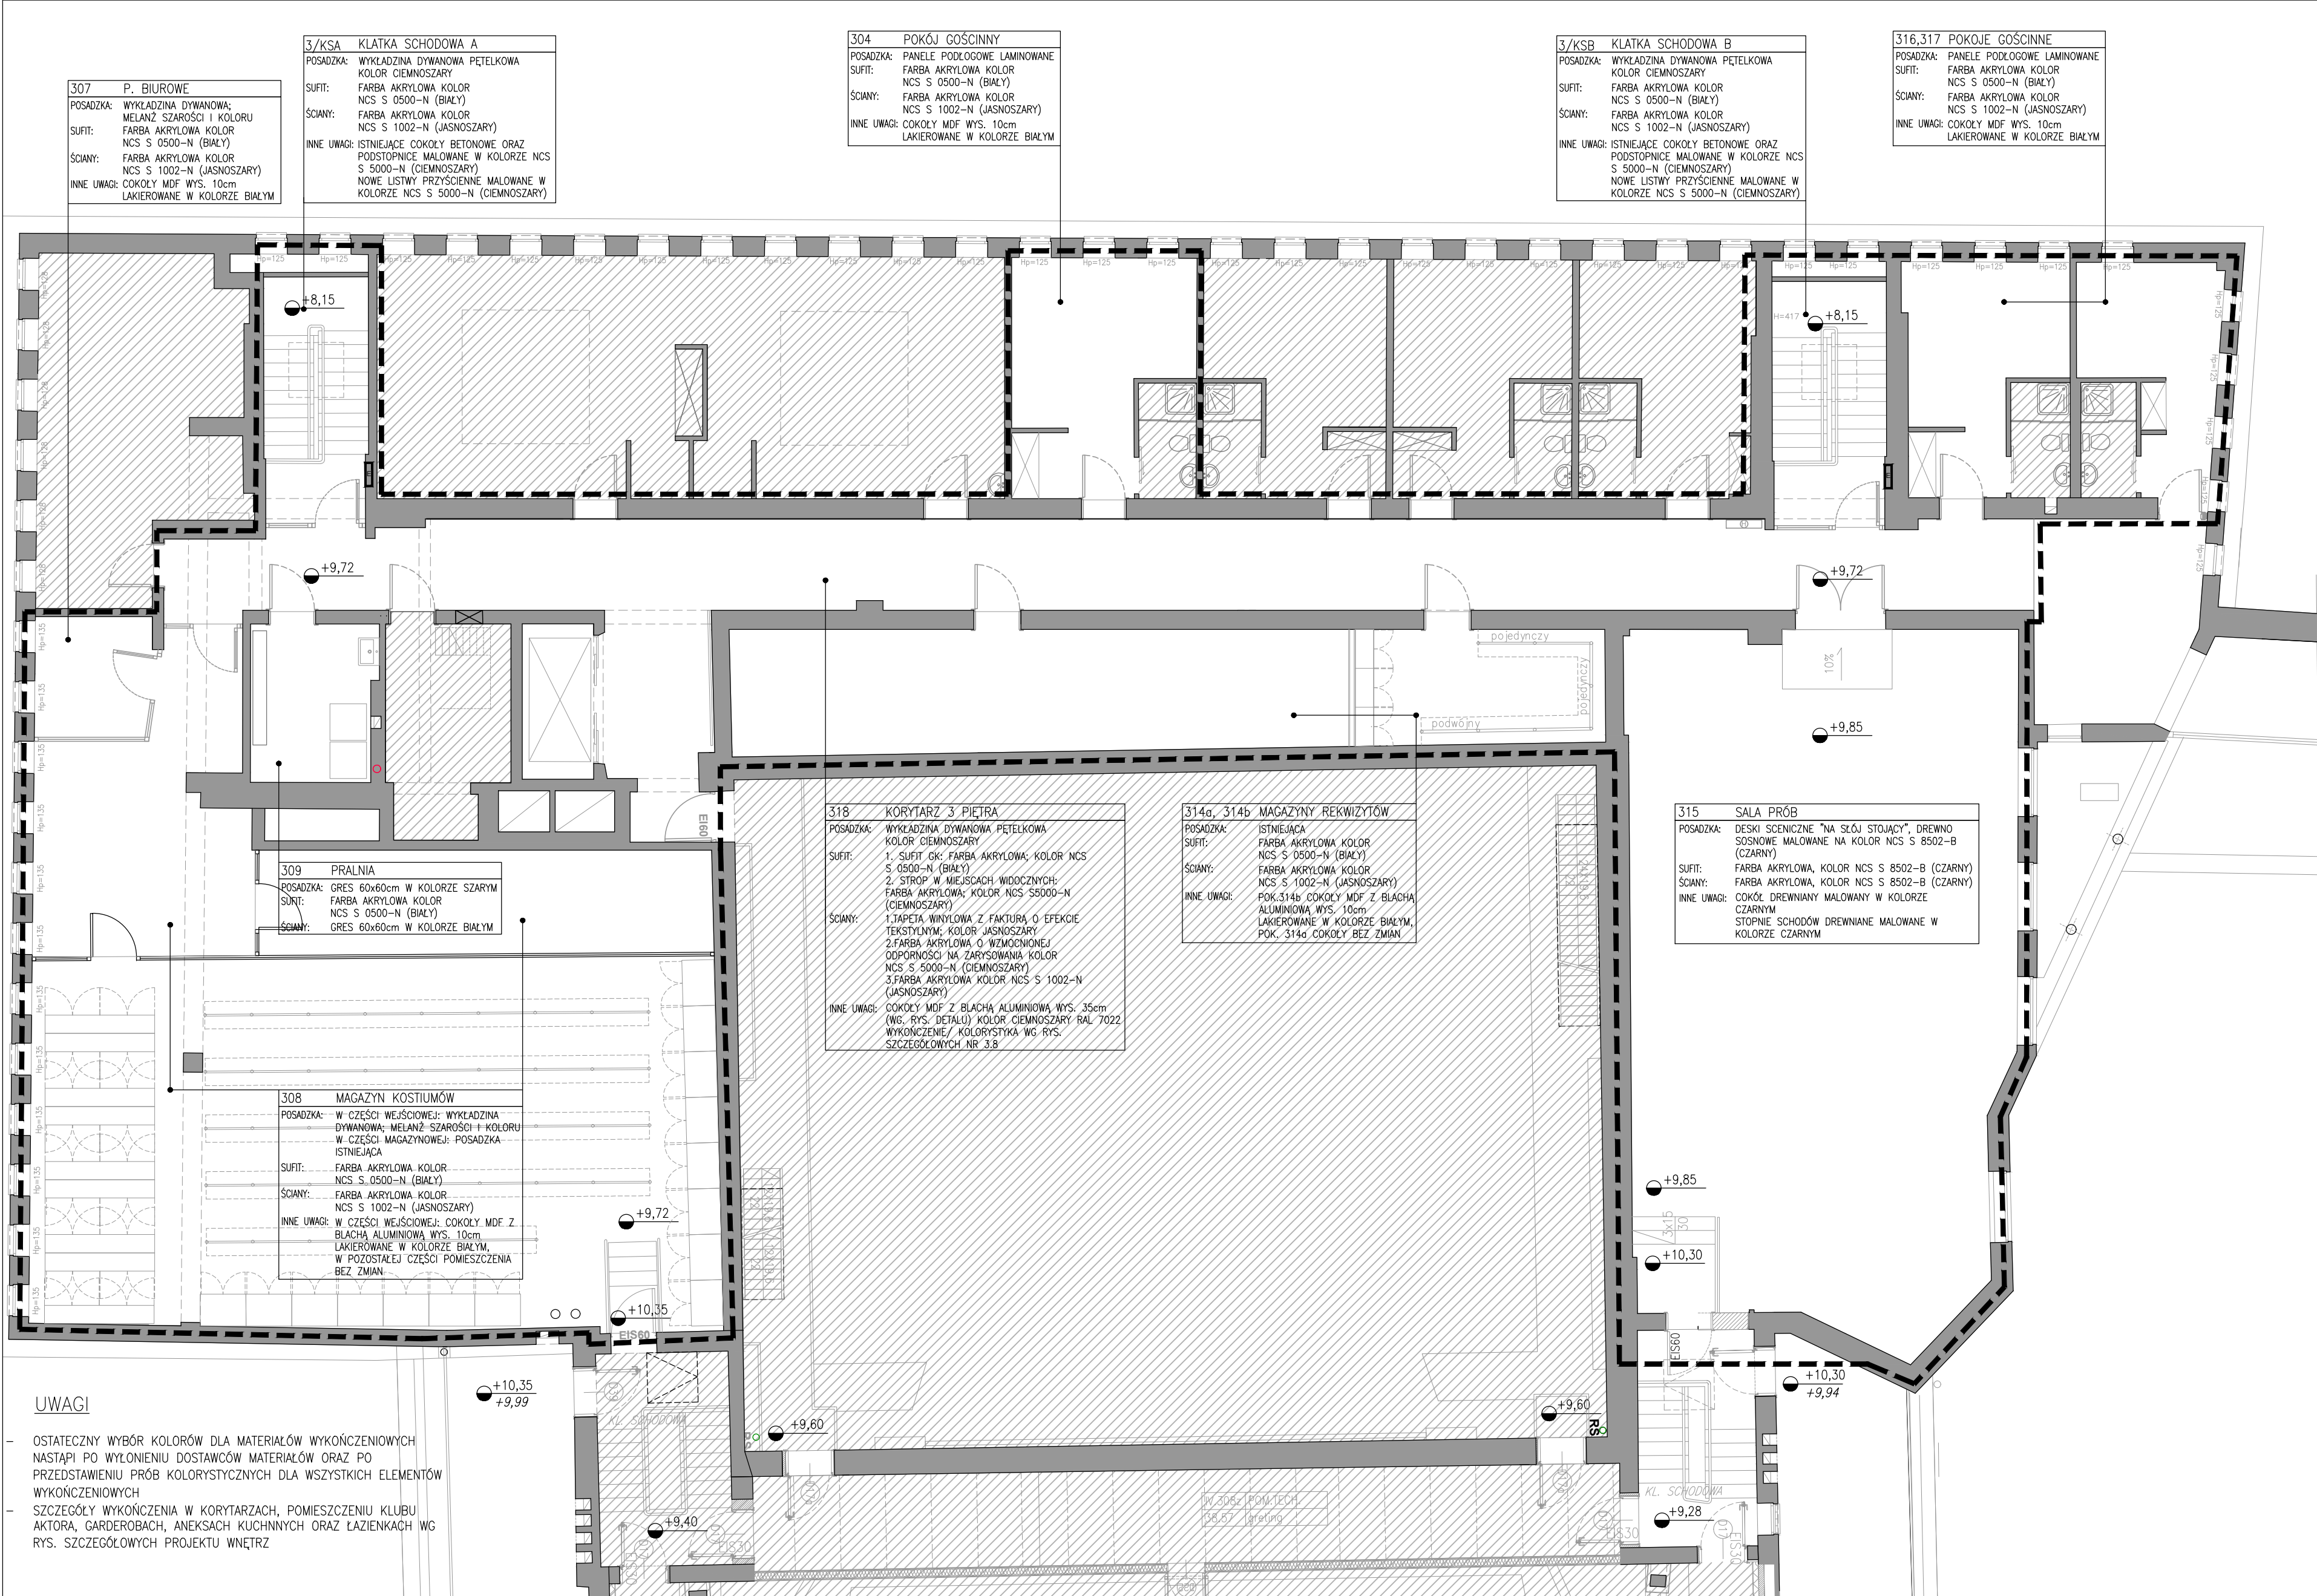 307 P. BIUROWE
POSADZKA: WYKŁADZINA DYWANOWA;
MELANŻ SZAROŚCI I KOLORU
SUFIT: FARBA AKRYLOWA KOLOR
NCS S 0500-N (BIAŁY)
ŚCIANY: FARBA AKRYLOWA KOLOR
NCS S 1002-N (JASNOSZARY)
INNE UWAGI: COKOŁY MDF WYS. 10cm
LAKIEROWANE W KOLORZE BIAŁYM
3/KSA KLATKA SCHODOWA A
POSADZKA: WYKŁADZINA DYWANOWA PĘTELKOWA
KOLOR CIEMNOSZARY
SUFIT: FARBA AKRYLOWA KOLOR
NCS S 0500-N (BIAŁY)
ŚCIANY: FARBA AKRYLOWA KOLOR
NCS S 1002-N (JASNOSZARY)
INNE UWAGI: ISTNIEJĄCE COKOŁY BETONOWE ORAZ
PODSTOPNICE MALOWANE W KOLORZE NCS
S 5000-N (CIEMNOSZARY)
NOWE LISTWY PRZYŚCIENNE MALOWANE W
KOLORZE NCS S 5000-N (CIEMNOSZARY)
304 POKÓJ GOŚCINNY
POSADZKA: PANELE PODŁOGOWE LAMINOWANE
SUFIT: FARBA AKRYLOWA KOLOR
NCS S 0500-N (BIAŁY)
ŚCIANY: FARBA AKRYLOWA KOLOR
NCS S 1002-N (JASNOSZARY)
INNE UWAGI: COKOŁY MDF WYS. 10cm
LAKIEROWANE W KOLORZE BIAŁYM
3/KSB KLATKA SCHODOWA B
POSADZKA: WYKŁADZINA DYWANOWA PĘTELKOWA
KOLOR CIEMNOSZARY
SUFIT: FARBA AKRYLOWA KOLOR
NCS S 0500-N (BIAŁY)
ŚCIANY: FARBA AKRYLOWA KOLOR
NCS S 1002-N (JASNOSZARY)
INNE UWAGI: ISTNIEJĄCE COKOŁY BETONOWE ORAZ
PODSTOPNICE MALOWANE W KOLORZE NCS
S 5000-N (CIEMNOSZARY)
NOWE LISTWY PRZYŚCIENNE MALOWANE W
KOLORZE NCS S 5000-N (CIEMNOSZARY)
316,317 POKOJE GOŚCINNE
POSADZKA: PANELE PODŁOGOWE LAMINOWANE
SUFIT: FARBA AKRYLOWA KOLOR
NCS S 0500-N (BIAŁY)
ŚCIANY: FARBA AKRYLOWA KOLOR
NCS S 1002-N (JASNOSZARY)
INNE UWAGI: COKOŁY MDF WYS. 10cm
LAKIEROWANE W KOLORZE BIAŁYM
+8,15
H=417
+8,15
+9,72
+9,72
pojedynczy
pojedynczy
podwójny
10%
+9,85
EI60
318 KORYTARZ 3 PIĘTRA
POSADZKA: WYKŁADZINA DYWANOWA PĘTELKOWA
KOLOR CIEMNOSZARY
SUFIT: 1. SUFIT GK: FARBA AKRYLOWA; KOLOR NCS
S 0500-N (BIAŁY)
2. STROP W MIEJSCACH WIDOCZNYCH:
FARBA AKRYLOWA; KOLOR NCS S5000-N
(CIEMNOSZARY)
ŚCIANY: 1.TAPETA WINYLOWA Z FAKTURĄ O EFEKCIE
TEKSTYLNYM; KOLOR JASNOSZARY
2.FARBA AKRYLOWA O WZMOCNIONEJ
ODPORNOŚCI NA ZARYSOWANIA KOLOR
NCS S 5000-N (CIEMNOSZARY)
3.FARBA AKRYLOWA KOLOR NCS S 1002-N
(JASNOSZARY)
INNE UWAGI: COKOŁY MDF Z BLACHĄ ALUMINIOWĄ WYS. 35cm
(WG. RYS. DETALU) KOLOR CIEMNOSZARY RAL 7022
WYKOŃCZENIE/ KOLORYSTYKA WG RYS.
SZCZEGÓŁOWYCH NR 3.8
314a, 314b MAGAZYNY REKWIZYTÓW
POSADZKA: ISTNIEJĄCA
SUFIT: FARBA AKRYLOWA KOLOR
NCS S 0500-N (BIAŁY)
ŚCIANY: FARBA AKRYLOWA KOLOR
NCS S 1002-N (JASNOSZARY)
INNE UWAGI: POK.314b COKOŁY MDF Z BLACHĄ
ALUMINIOWĄ WYS. 10cm
LAKIEROWANE W KOLORZE BIAŁYM,
POK. 314a COKOŁY BEZ ZMIAN
315 SALA PRÓB
POSADZKA: DESKI SCENICZNE "NA SŁÓJ STOJĄCY", DREWNO
SOSNOWE MALOWANE NA KOLOR NCS S 8502-B
(CZARNY)
SUFIT: FARBA AKRYLOWA, KOLOR NCS S 8502-B (CZARNY)
ŚCIANY: FARBA AKRYLOWA, KOLOR NCS S 8502-B (CZARNY)
INNE UWAGI: COKÓŁ DREWNIANY MALOWANY W KOLORZE
CZARNYM
STOPNIE SCHODÓW DREWNIANE MALOWANE W
KOLORZE CZARNYM
309 PRALNIA
POSADZKA: GRES 60x60cm W KOLORZE SZARYM
SUFIT: FARBA AKRYLOWA KOLOR
NCS S 0500-N (BIAŁY)
ŚCIANY: GRES 60x60cm W KOLORZE BIAŁYM
308 MAGAZYN KOSTIUMÓW
POSADZKA: W CZĘŚCI WEJŚCIOWEJ: WYKŁADZINA
DYWANOWA; MELANŻ SZAROŚCI I KOLORU
W CZĘŚCI MAGAZYNOWEJ: POSADZKA
ISTNIEJĄCA
SUFIT: FARBA AKRYLOWA KOLOR
NCS S 0500-N (BIAŁY)
ŚCIANY: FARBA AKRYLOWA KOLOR
NCS S 1002-N (JASNOSZARY)
INNE UWAGI: W CZĘŚCI WEJŚCIOWEJ: COKOŁY MDF Z
BLACHĄ ALUMINIOWĄ WYS. 10cm
LAKIEROWANE W KOLORZE BIAŁYM,
W POZOSTAŁEJ CZĘŚCI POMIESZCZENIA
BEZ ZMIAN
+9,72
+10,35
EIS60
+9,85
3x15
30
+10,30
EIS60
+10,35
+9,99
+10,30
+9,94
KL. SCHODOWA
+9,60
+9,60
RS
KL. SCHODOWA
IV.308z POM.TECH.
38.57 greting
+9,40
EIS30
EIS30
+9,28
EIS30
EIS30
UWAGI
- OSTATECZNY WYBÓR KOLORÓW DLA MATERIAŁÓW WYKOŃCZENIOWYCH
NASTĄPI PO WYŁONIENIU DOSTAWCÓW MATERIAŁÓW ORAZ PO
PRZEDSTAWIENIU PRÓB KOLORYSTYCZNYCH DLA WSZYSTKICH ELEMENTÓW
WYKOŃCZENIOWYCH
- SZCZEGÓŁY WYKOŃCZENIA W KORYTARZACH, POMIESZCZENIU KLUBU
AKTORA, GARDEROBACH, ANEKSACH KUCHNNYCH ORAZ ŁAZIENKACH WG
RYS. SZCZEGÓŁOWYCH PROJEKTU WNĘTRZ